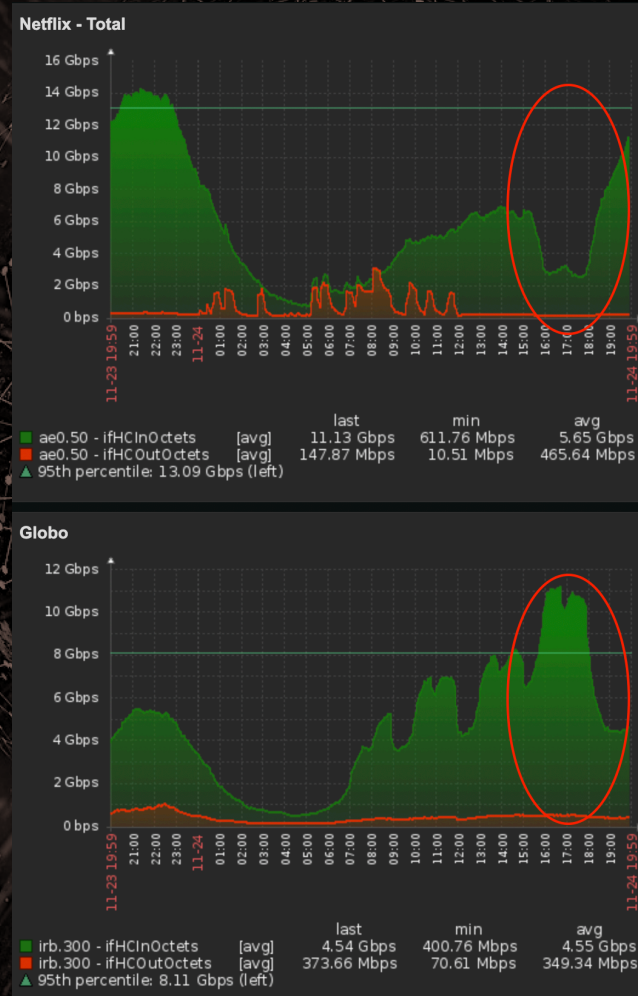 Netflix - Total
16 Gbps
14 Gbps
12 Gbps
10 Gbps
8 Gbps
6 Gbps
4 Gbps
2 Gbps
0 bps
11-23 19:59 21:00 22:00 23:00 11-24 01:00 02:00 03:00 04:00 05:00 06:00 07:00 08:00 09:00 10:00 11:00 12:00 13:00 14:00 15:00 16:00 17:00 18:00 19:00 11-24 19:59
last min avg
ae0.50 - ifHCInOctets [avg] 11.13 Gbps 611.76 Mbps 5.65 Gbps
ae0.50 - ifHCOutOctets [avg] 147.87 Mbps 10.51 Mbps 465.64 Mbps
95th percentile: 13.09 Gbps (left)
Globo
12 Gbps
10 Gbps
8 Gbps
6 Gbps
4 Gbps
2 Gbps
0 bps
11-23 19:59 21:00 22:00 23:00 11-24 01:00 02:00 03:00 04:00 05:00 06:00 07:00 08:00 09:00 10:00 11:00 12:00 13:00 14:00 15:00 16:00 17:00 18:00 19:00 11-24 19:59
last min avg
irb.300 - ifHCInOctets [avg] 4.54 Gbps 400.76 Mbps 4.55 Gbps
irb.300 - ifHCOutOctets [avg] 373.66 Mbps 70.61 Mbps 349.34 Mbps
95th percentile: 8.11 Gbps (left)